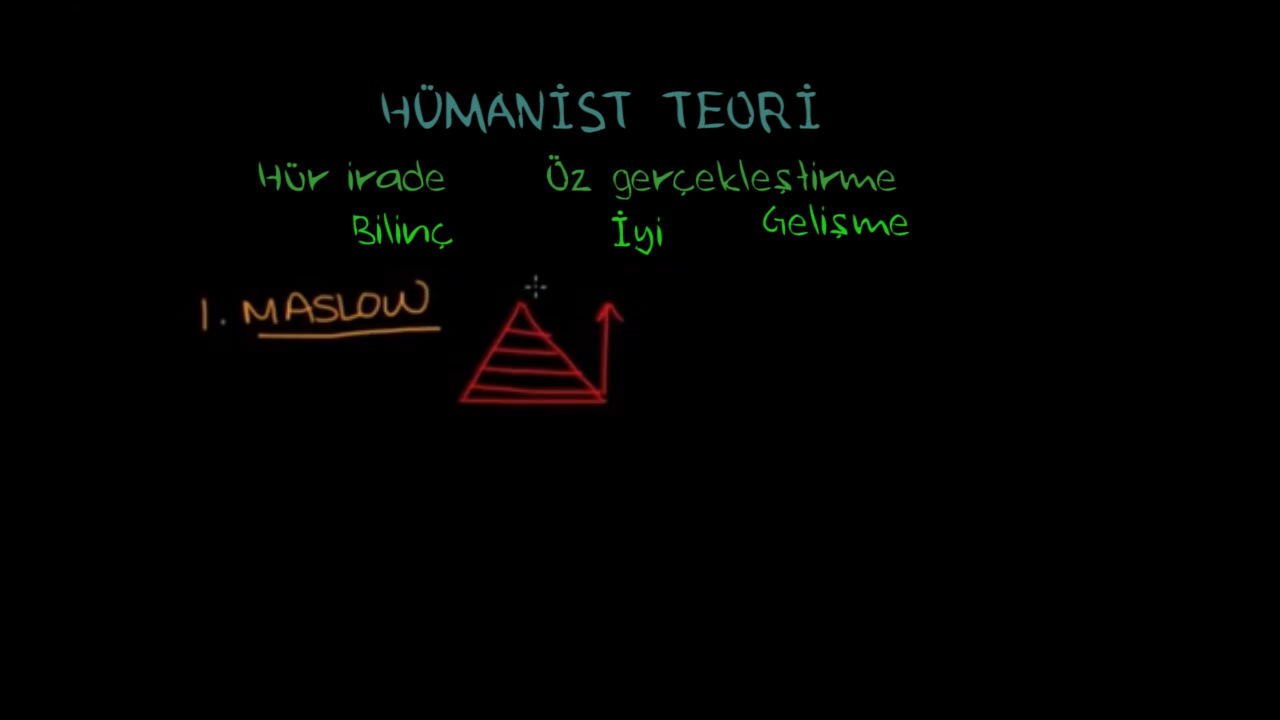 HÜMANİST TEORİ
Hür irade Öz gerçekleştirme
Bilinç İyi Gelişme
1. MASLOW